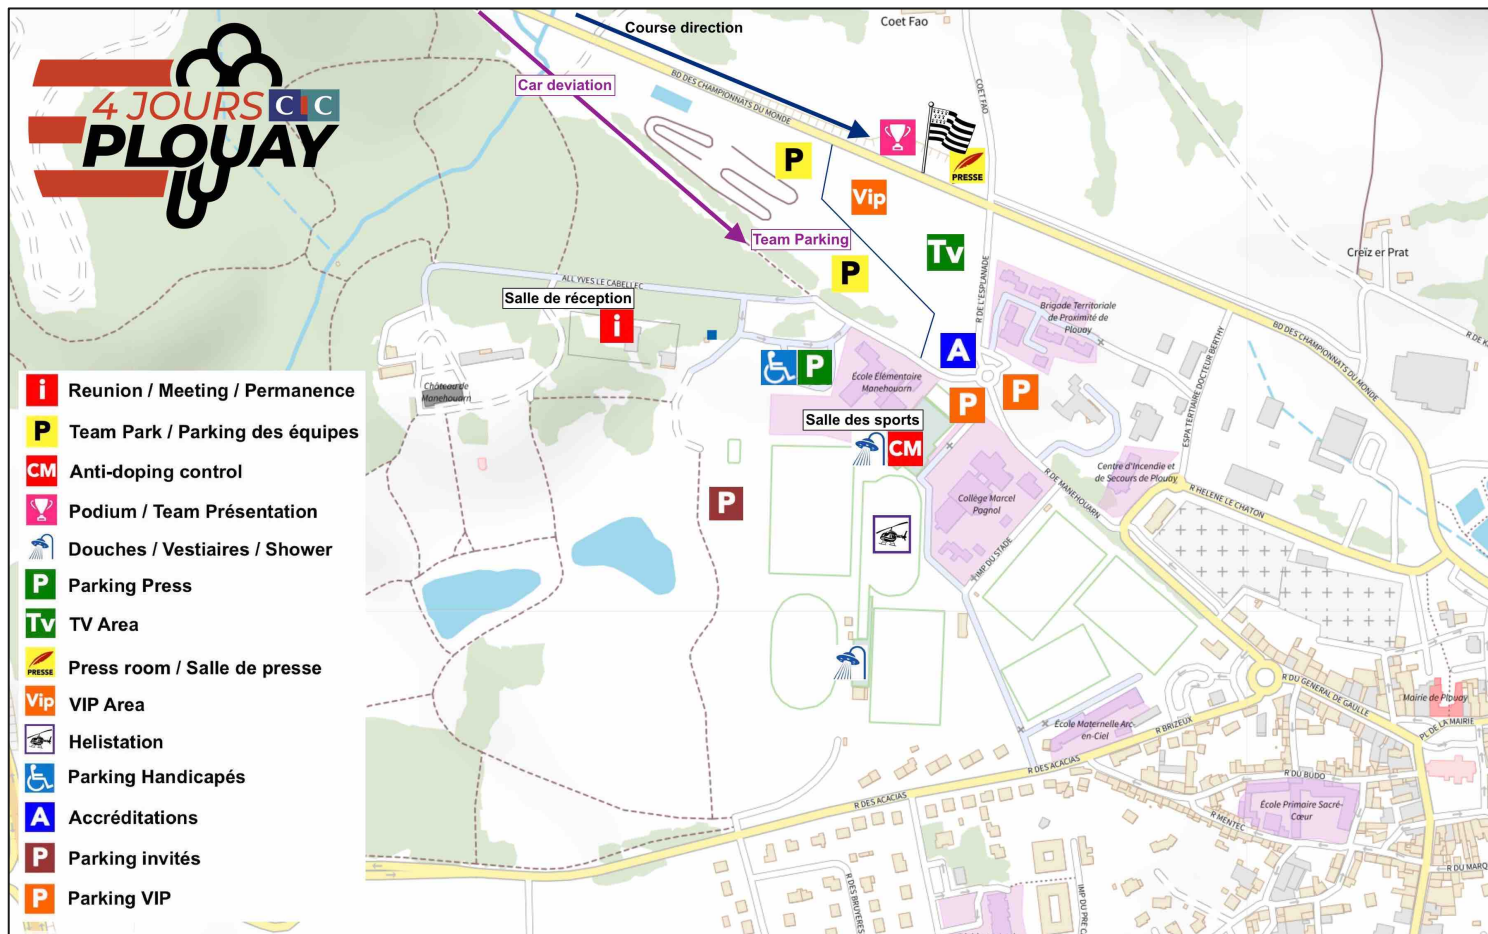 4 JOURS CIC
PLOUAY
Course direction
Car deviation
Team Parking
Coet Fao
COET FAO
BD DES CHAMPIONNATS DU MONDE
P
Vip
PRESSE
Tv
P
Creïz er Prat
ALL YVES LE CABELLEC
Salle de réception
i
R DE L'ESPLANADE
Brigade Territoriale
de Proximité de
Plouay
BD DES CHAMPIONNATS DU MONDE
ESPA TERTIAIRE DOCTEUR BERTHY
A
P
École Elémentaire
Manehouarn
P
P
Château de
Manehouarn
Salle des sports
CM
P
Collège Marcel
Pagnol
R DE MANEHOUARN
Centre d'Incendie et
de Secours de Plouay
R HELENE LE CHATON
IMP DU STADE
R DU GENERAL DE GAULLE
Mairie de Plouay
PL DE LA MAIRIE
École Maternelle Arc-
en-Ciel
R BRIZEUX
R DES ACACIAS
R DES ACACIAS
R DU BUDO
École Primaire Sacré-
Cœur
R MENTEC
R DES BRUYERES
i Reunion / Meeting / Permanence
P Team Park / Parking des équipes
CM Anti-doping control
Podium / Team Présentation
Douches / Vestiaires / Shower
P Parking Press
Tv TV Area
PRESSE Press room / Salle de presse
Vip VIP Area
Helistation
Parking Handicapés
A Accréditations
P Parking invités
P Parking VIP